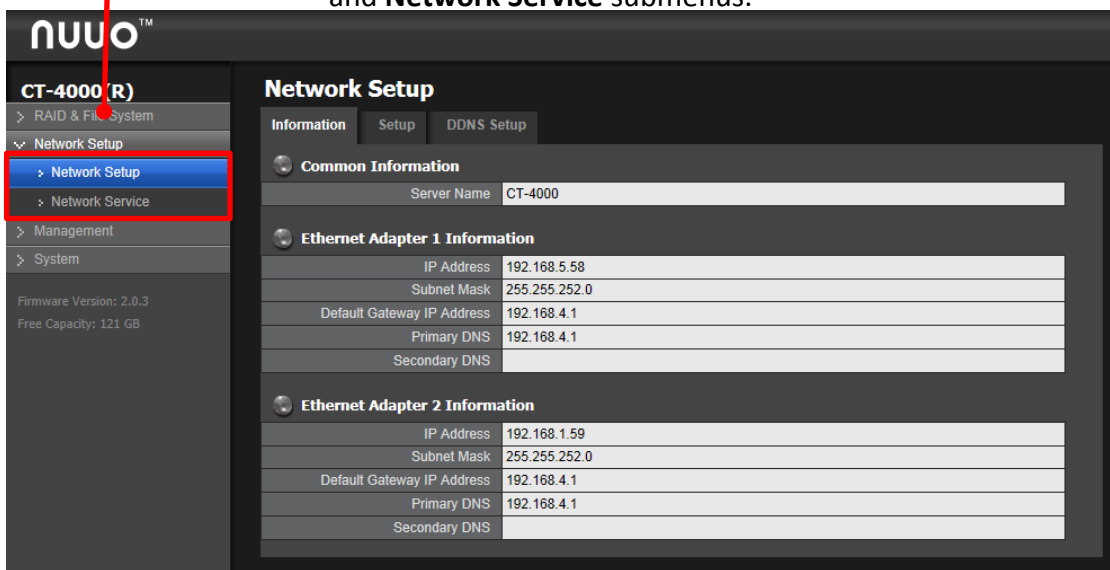 and Network Service submenus.
nuuo™
CT-4000(R)
> RAID & File System
Network Setup
> Network Setup
> Network Service
> Management
> System
Firmware Version: 2.0.3
Free Capacity: 121 GB
Network Setup
Information Setup DDNS Setup
Common Information
Server Name CT-4000
Ethernet Adapter 1 Information
IP Address 192.168.5.58
Subnet Mask 255.255.252.0
Default Gateway IP Address 192.168.4.1
Primary DNS 192.168.4.1
Secondary DNS
Ethernet Adapter 2 Information
IP Address 192.168.1.59
Subnet Mask 255.255.252.0
Default Gateway IP Address 192.168.4.1
Primary DNS 192.168.4.1
Secondary DNS